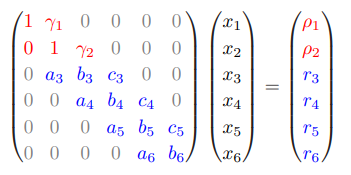 1 γ₁ 0 0 0 0 x₁ ρ₁
0 1 γ₂ 0 0 0 x₂ ρ₂
0 a₃ b₃ c₃ 0 0 x₃ = r₃
0 0 a₄ b₄ c₄ 0 x₄ r₄
0 0 0 a₅ b₅ c₅ x₅ r₅
0 0 0 0 a₆ b₆ x₆ r₆